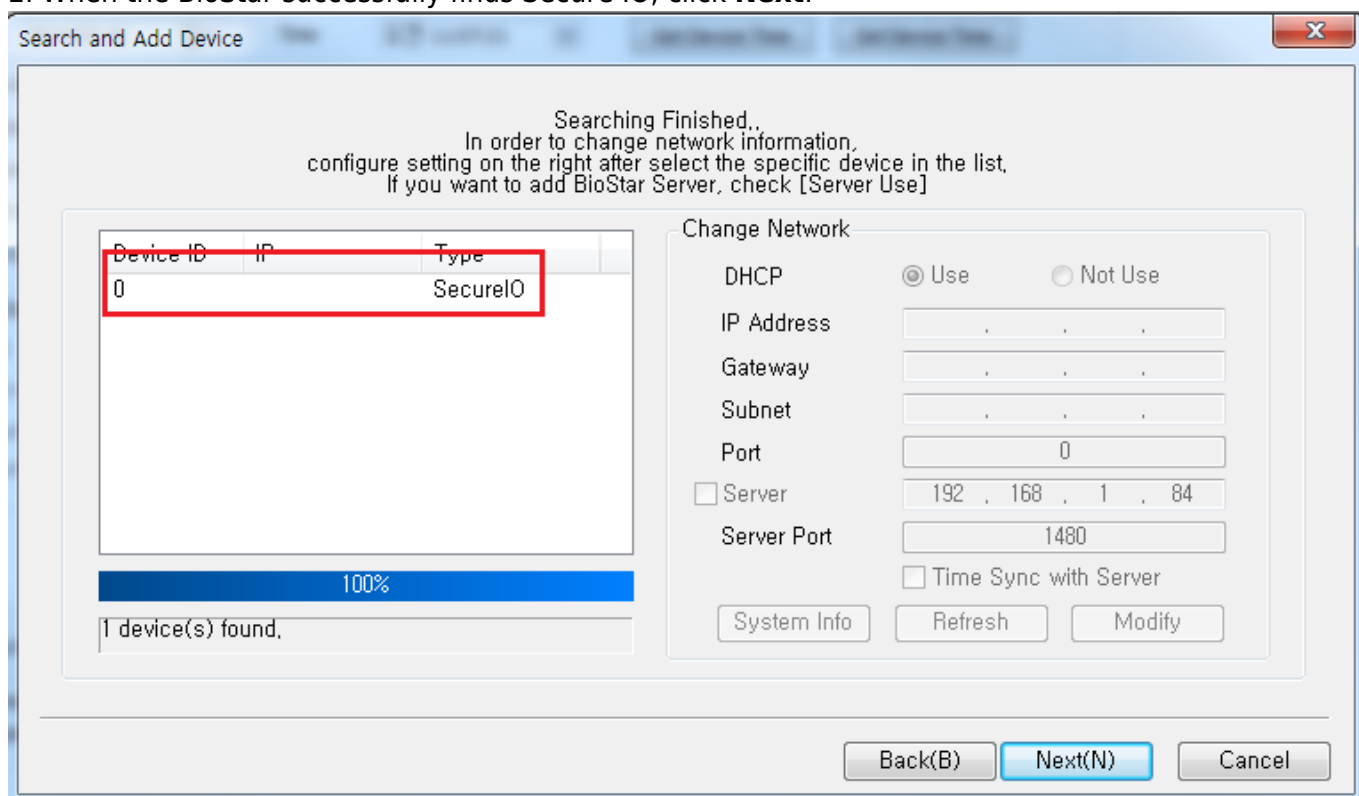 Search and Add Device
Searching Finished,,
In order to change network information,
configure setting on the right after select the specific device in the list,
If you want to add BioStar Server, check [Server Use]
Device ID IP Type
0 SecureIO
100%
1 device(s) found,
Change Network
DHCP Use Not Use
IP Address . . .
Gateway . . .
Subnet . . .
Port 0
Server 192 . 168 . 1 . 84
Server Port 1480
Time Sync with Server
System Info Refresh Modify
Back(B) Next(N) Cancel